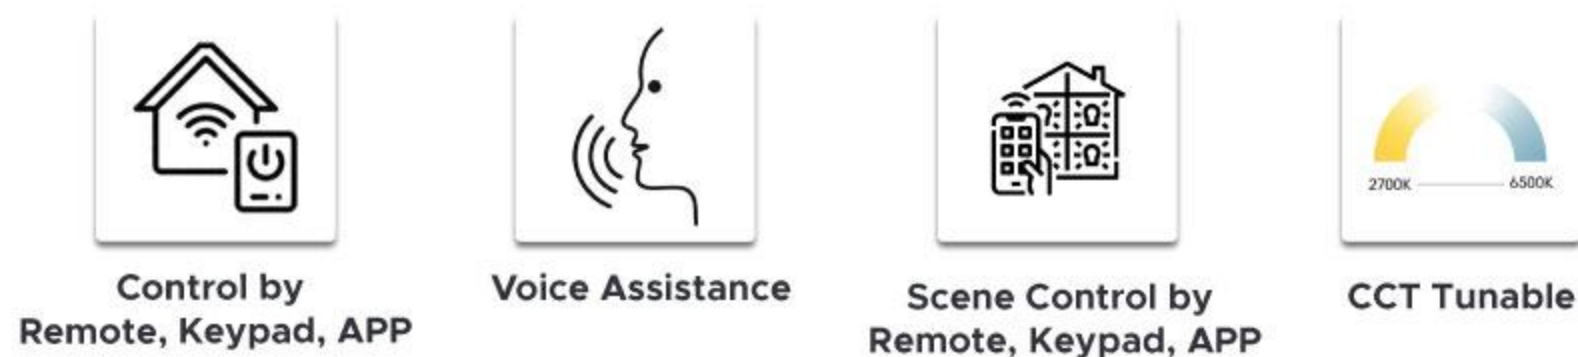 Control by
Remote, Keypad, APP
Voice Assistance
Scene Control by
Remote, Keypad, APP
2700K
6500K
CCT Tunable